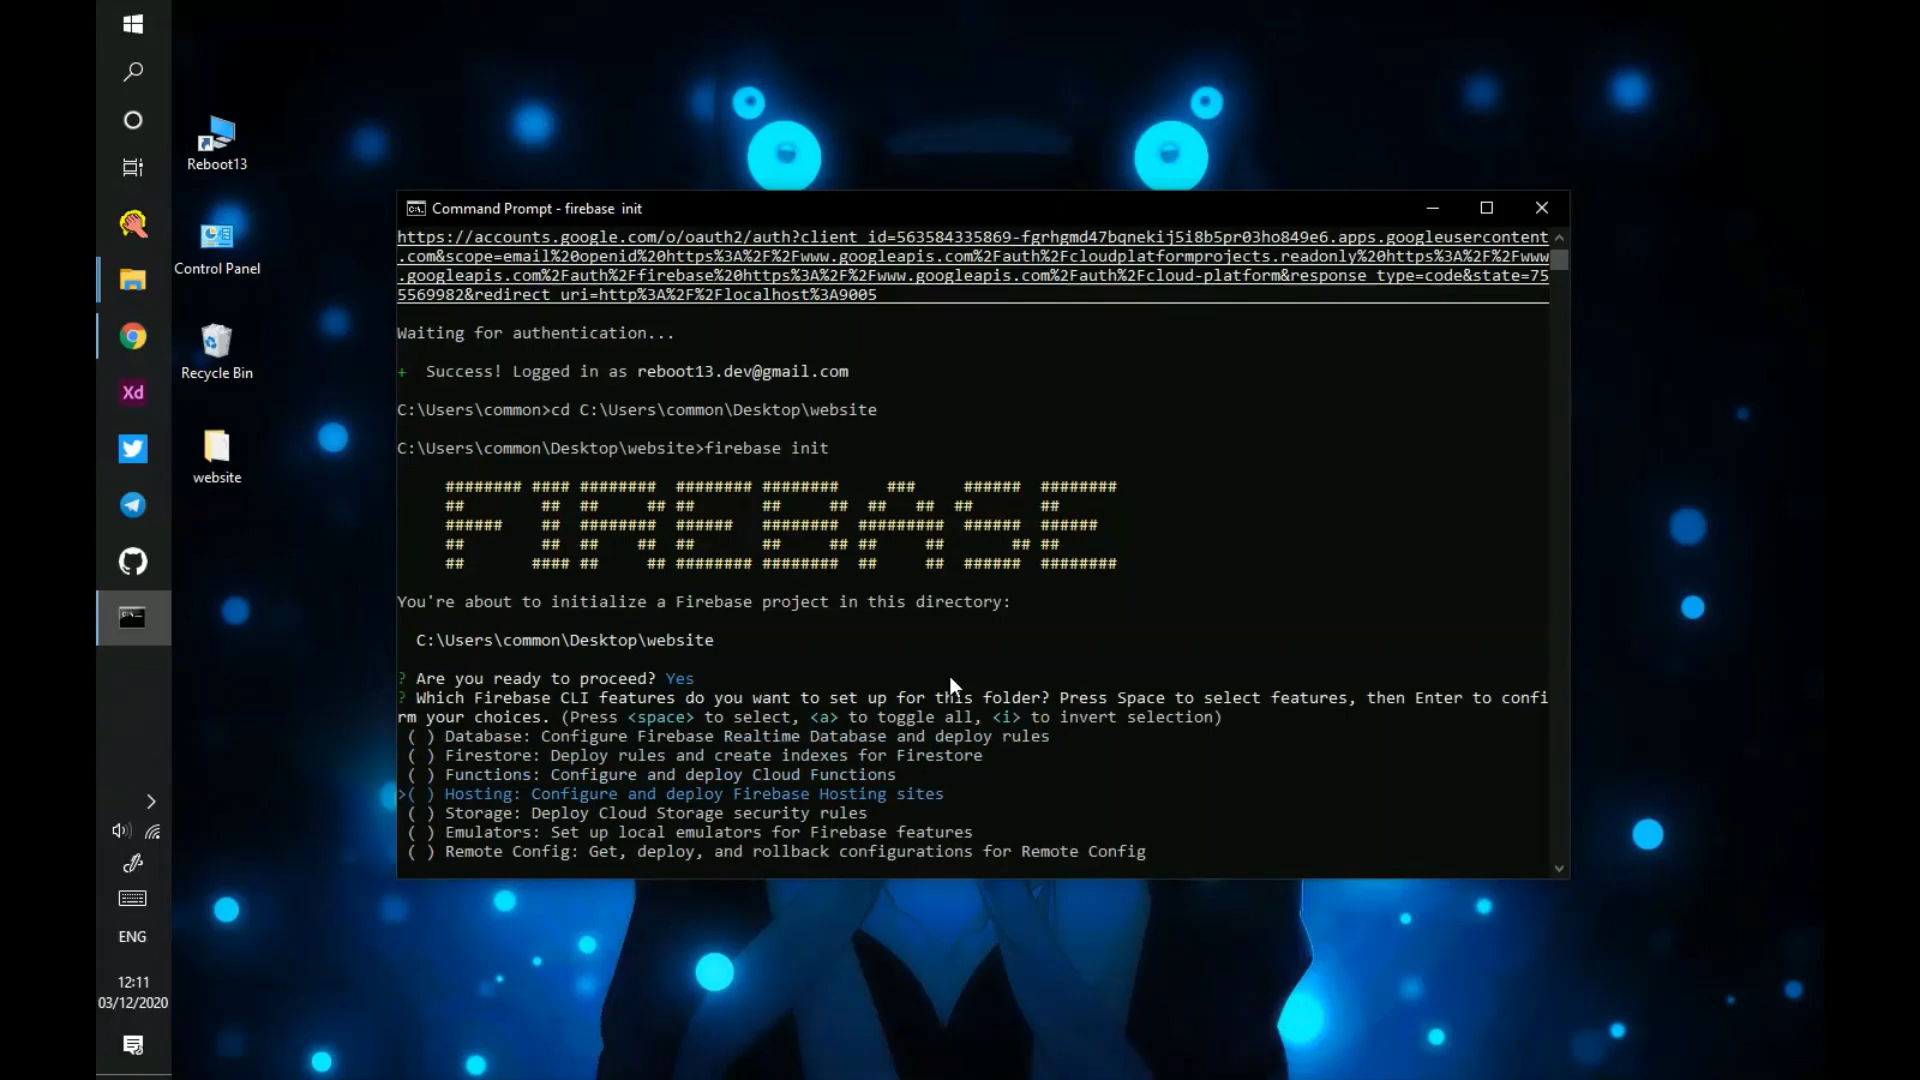 Reboot13
Control Panel
Recycle Bin
website
Xd
ENG
12:11
03/12/2020
Command Prompt - firebase  init
https://accounts.google.com/o/oauth2/auth?client_id=563584335869-fgrhgmd47bqnekij5i8b5pr03ho849e6.apps.googleusercontent
.com&scope=email%20openid%20https%3A%2F%2Fwww.googleapis.com%2Fauth%2Fcloudplatformprojects.readonly%20https%3A%2F%2Fwww
.googleapis.com%2Fauth%2Ffirebase%20https%3A%2F%2Fwww.googleapis.com%2Fauth%2Fcloud-platform&response_type=code&state=75
5569982&redirect_uri=http%3A%2F%2Flocalhost%3A9005
Waiting for authentication...
+  Success! Logged in as reboot13.dev@gmail.com
C:\Users\common>cd C:\Users\common\Desktop\website
C:\Users\common\Desktop\website>firebase init
FIREBASE
You're about to initialize a Firebase project in this directory:
C:\Users\common\Desktop\website
? Are you ready to proceed? Yes
? Which Firebase CLI features do you want to set up for this folder? Press Space to select features, then Enter to confi
rm your choices. (Press <space> to select, <a> to toggle all, <i> to invert selection)
( ) Database: Configure Firebase Realtime Database and deploy rules
( ) Firestore: Deploy rules and create indexes for Firestore
( ) Functions: Configure and deploy Cloud Functions
>( ) Hosting: Configure and deploy Firebase Hosting sites
( ) Storage: Deploy Cloud Storage security rules
( ) Emulators: Set up local emulators for Firebase features
( ) Remote Config: Get, deploy, and rollback configurations for Remote Config